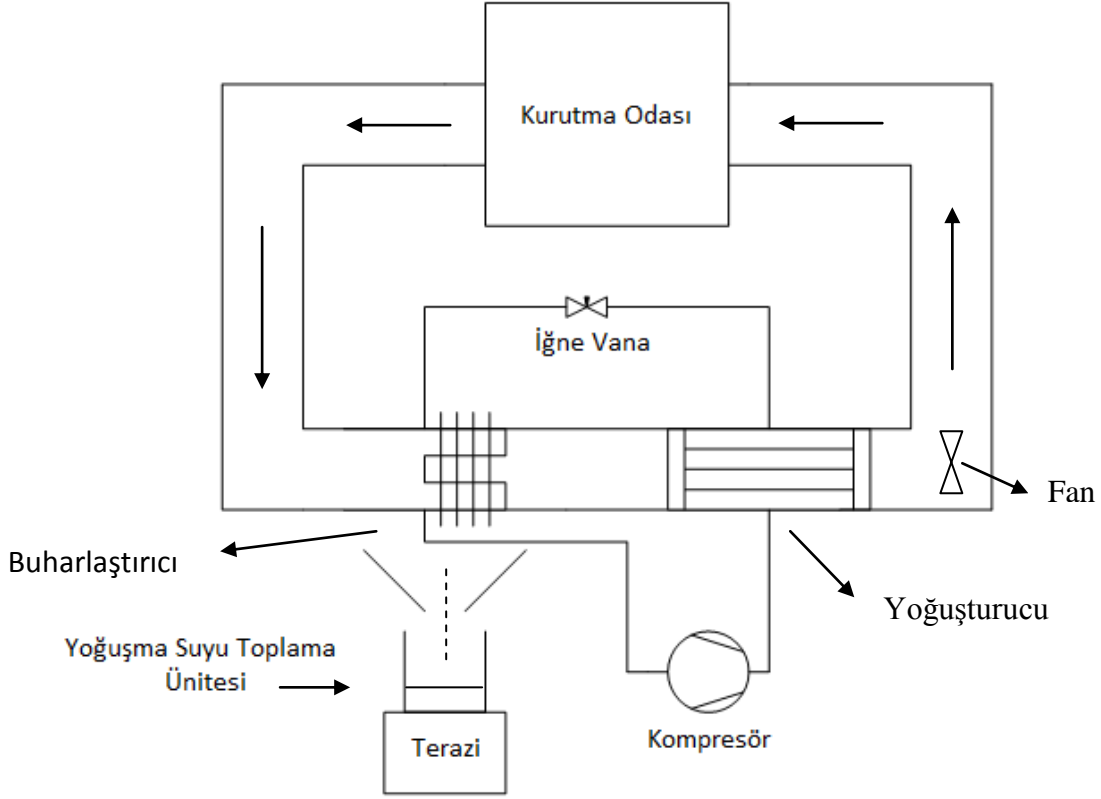 Kurutma Odası
İğne Vana
Fan
Buharlaştırıcı
Yoğuşturucu
Yoğuşma Suyu Toplama
Ünitesi
Terazi
Kompresör